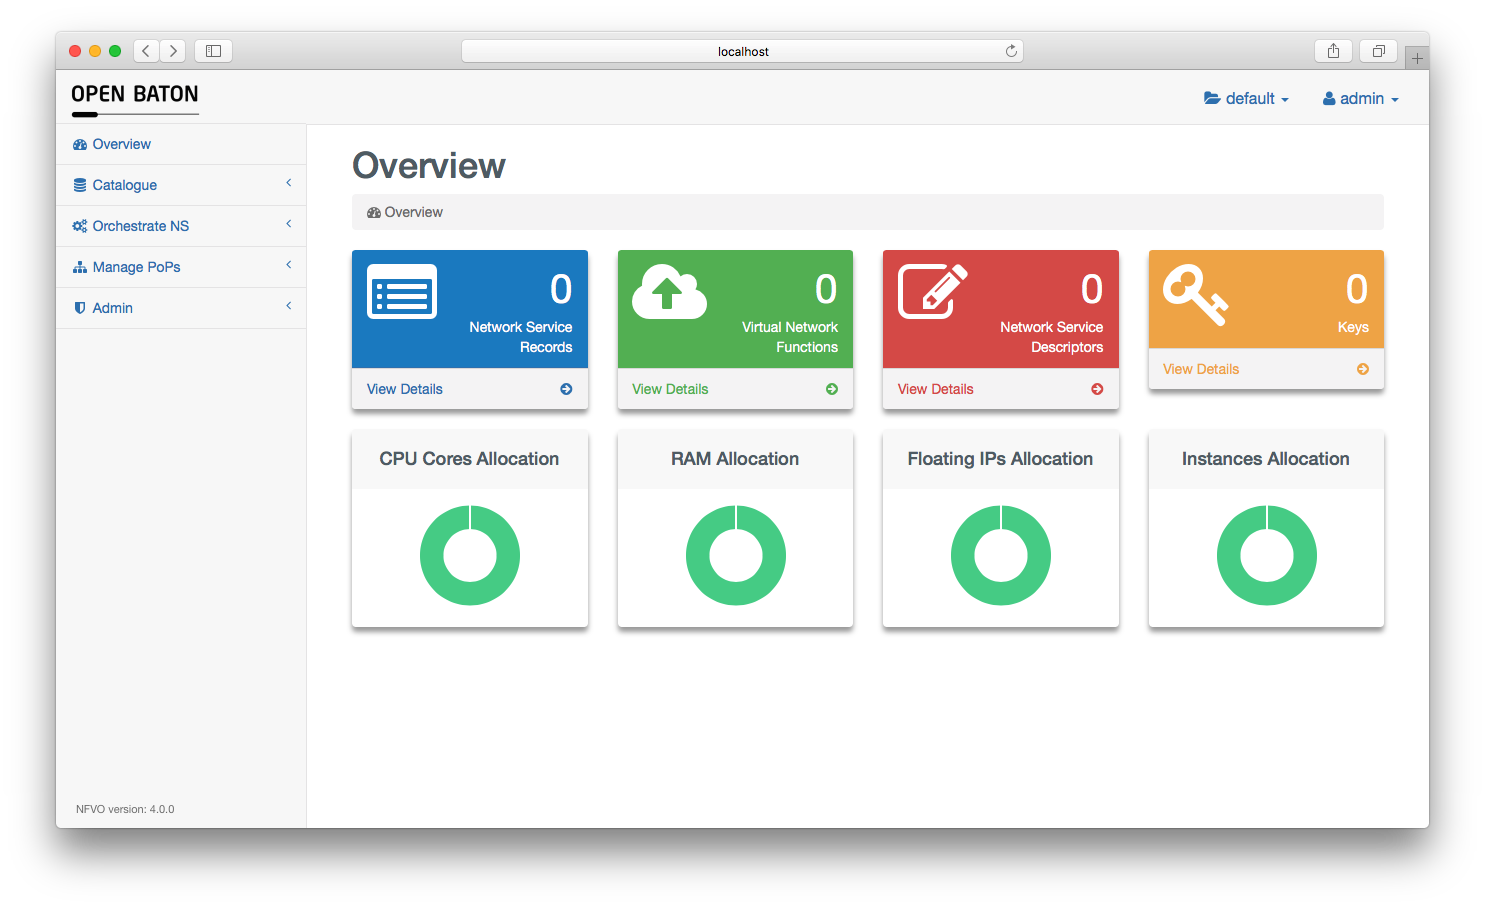 localhost
OPEN BATON
default
admin
Overview
Catalogue
Orchestrate NS
Manage PoPs
Admin
NFVO version: 4.0.0
Overview
Overview
0
Network Service
Records
View Details
0
Virtual Network
Functions
View Details
0
Network Service
Descriptors
View Details
0
Keys
View Details
CPU Cores Allocation
RAM Allocation
Floating IPs Allocation
Instances Allocation